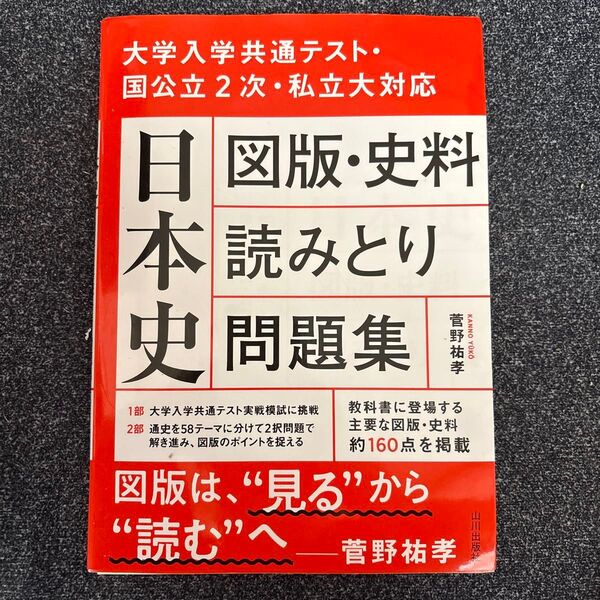 大学入学共通テスト・
国公立2次・私立大対応
日本史
図版・史料
読みとり
問題集
菅野祐孝
KANNO YŪKŌ
1部 大学入学共通テスト実戦模試に挑戦
2部 通史を58テーマに分けて2択問題で
解き進み、図版のポイントを捉える
教科書に登場する
主要な図版・史料
約160点を掲載
図版は、“見る”から
“読む”へ――菅野祐孝
山川出版社